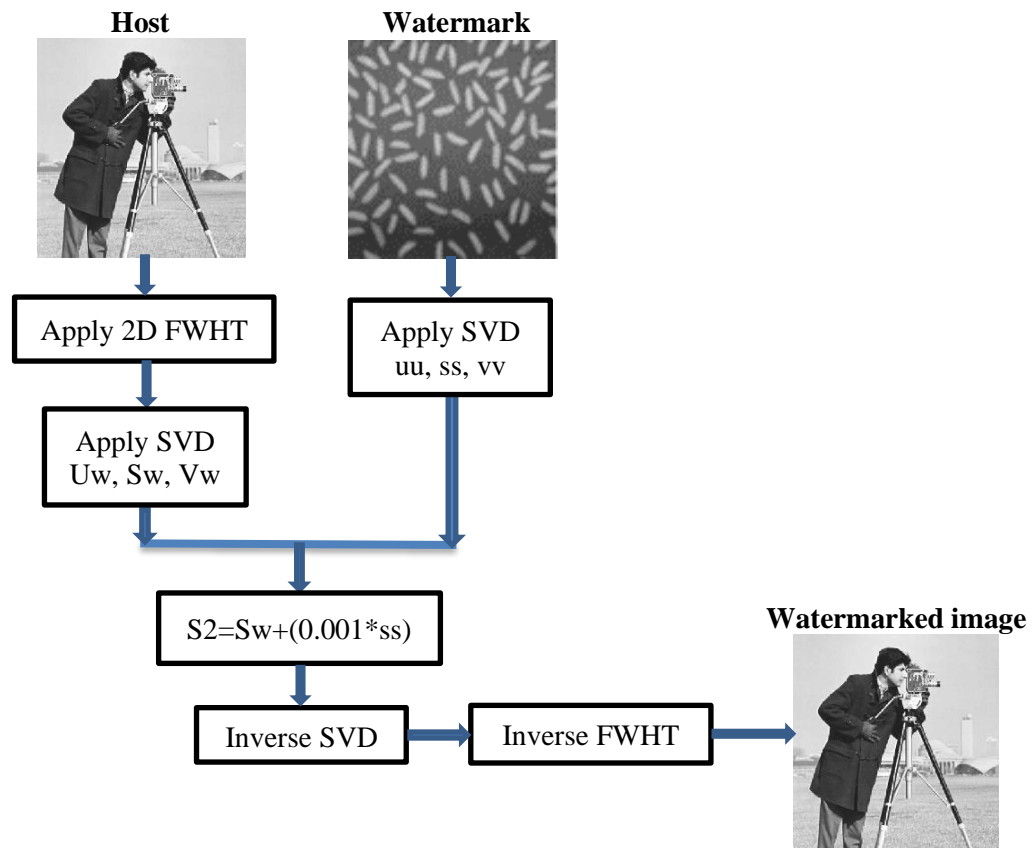 Host
Watermark
Apply 2D FWHT
Apply SVD
uu, ss, vv
Apply SVD
Uw, Sw, Vw
S2=Sw+(0.001*ss)
Watermarked image
Inverse SVD
Inverse FWHT